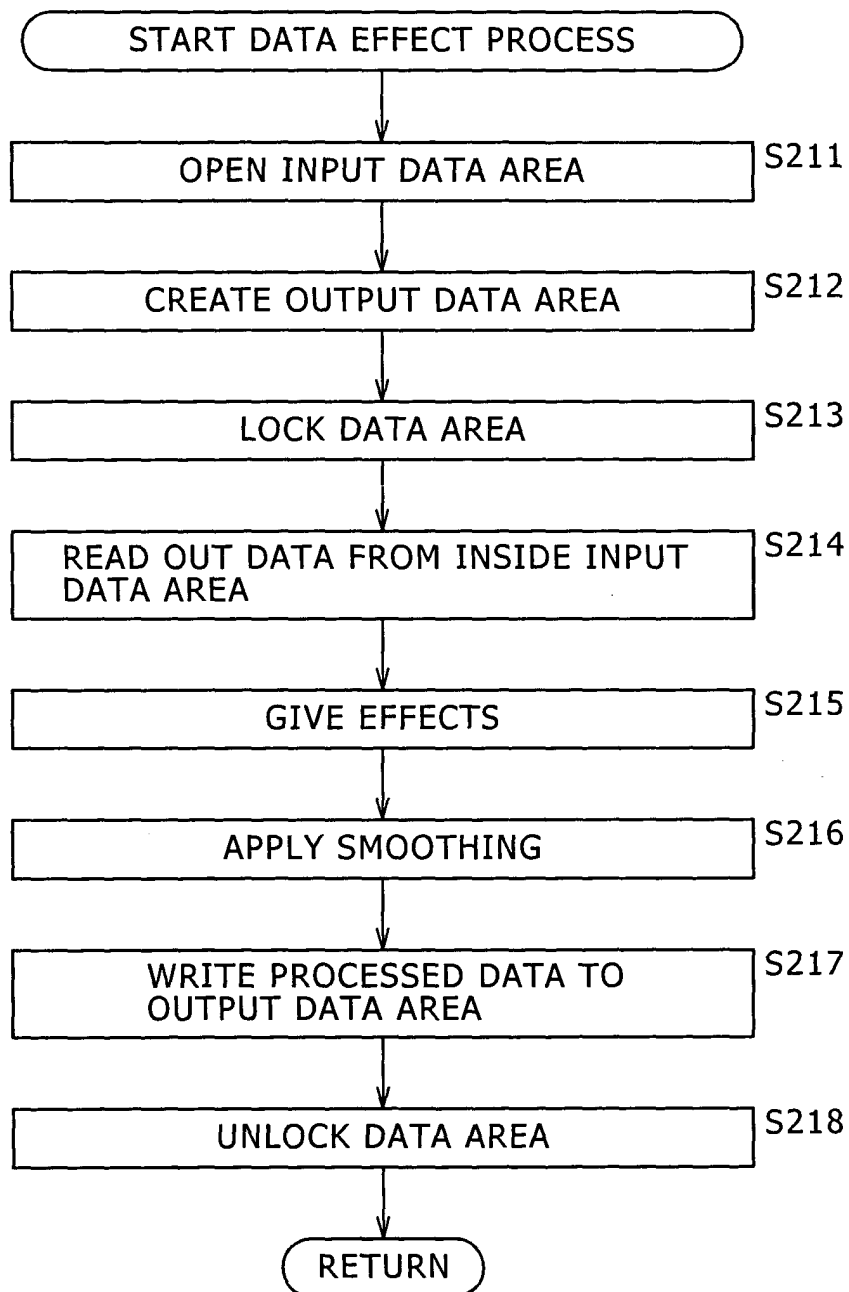 START DATA EFFECT PROCESS
S211
OPEN INPUT DATA AREA
S212
CREATE OUTPUT DATA AREA
S213
LOCK DATA AREA
S214
READ OUT DATA FROM INSIDE INPUT
DATA AREA
S215
GIVE EFFECTS
S216
APPLY SMOOTHING
S217
WRITE PROCESSED DATA TO
OUTPUT DATA AREA
S218
UNLOCK DATA AREA
RETURN